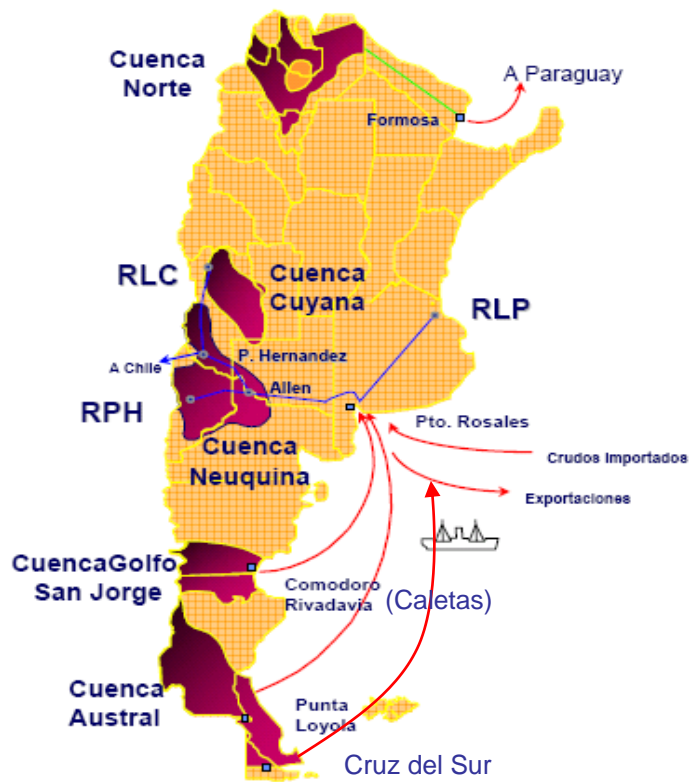 Cuenca
Norte
A Paraguay
Formosa
RLC
Cuenca
Cuyana
RLP
P. Hernandez
A Chile
Allen
RPH
Pto. Rosales
Cuenca
Neuquina
Crudos Importados
Exportaciones
CuencaGolfo
San Jorge
Comodoro
Rivadavia
(Caletas)
Cuenca
Austral
Punta
Loyola
Cruz del Sur